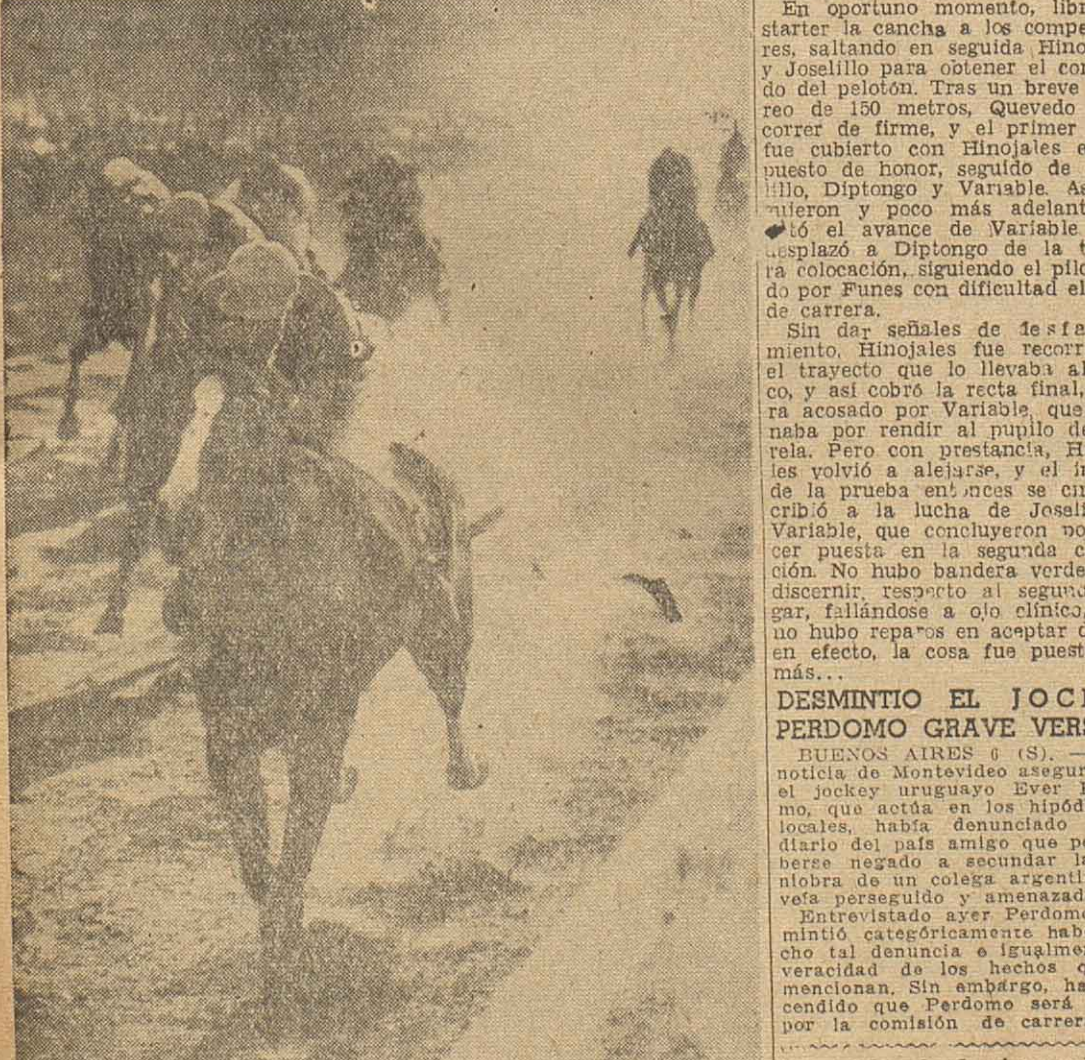 En oportuno momento, libr
starter la cancha a los compe
res, saltando en seguida Hino
y Joselillo para obtener el co
do del pelotón. Tras un breve
reo de 150 metros, Quevedo
correr de firme, y el primer
fue cubierto con Hinojales e
puesto de honor, seguido de
illo, Diptongo y Variable. As
uieron y poco más adelant
tó el avance de Variable
desplazó a Diptongo de la t
ra colocación, siguiendo el pilo
do por Funes con dificultad el
de carrera.
Sin dar señales de desfa
miento, Hinojales fue recorr
el trayecto que lo llevaba al
co, y así cobró la recta final,
ra acosado por Variable, que
naba por rendir al pupilo de
rela. Pero con prestancia, H
les volvió a alejarse, y el in
de la prueba entonces se ci
cribió a la lucha de Joseli
Variable, que concluyeron po
cer puesta en la segunda c
ción. No hubo bandera verde
discernir, respecto al segund
gar, fallándose a ojo clínico,
no hubo reparos en aceptar q
en efecto, la cosa fue puest
más...
DESMINTIO EL JOC
PERDOMO GRAVE VERS
BUENOS AIRES 6 (S). —
noticia de Montevideo asegur
el jockey uruguayo Ever P
mo, que actúa en los hipód
locales, había denunciado
diario del país amigo que p
berse negado a secundar l
niobra de un colega argenti
veía perseguido y amenazad
Entrevistado ayer Perdomo
mintió categóricamente hab
cho tal denuncia e igualme
veracidad de los hechos q
mencionan. Sin embargo, ha
cendido que Perdomo será
por la comisión de carrer